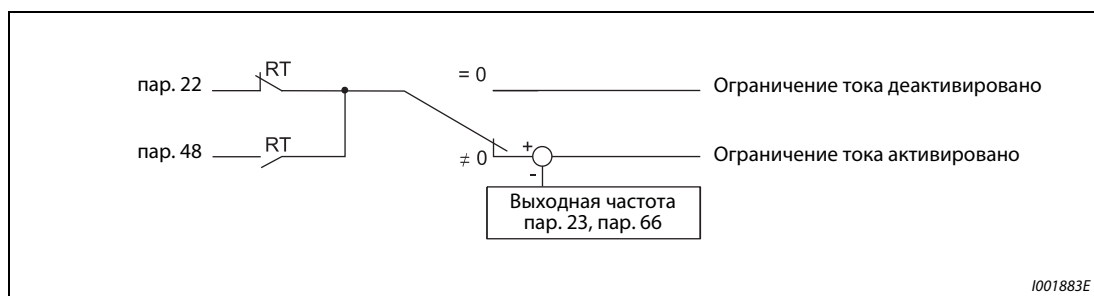 пар. 22
RT
= 0
Ограничение тока деактивировано
пар. 48
RT
≠ 0
+
-
Ограничение тока активировано
Выходная частота
пар. 23, пар. 66
I001883E